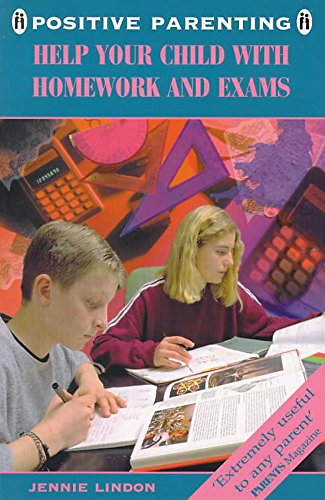 POSITIVE PARENTING
HELP YOUR CHILD WITH
HOMEWORK AND EXAMS
'Extremely useful
to any parent'
PARENTS Magazine
JENNIE LINDON